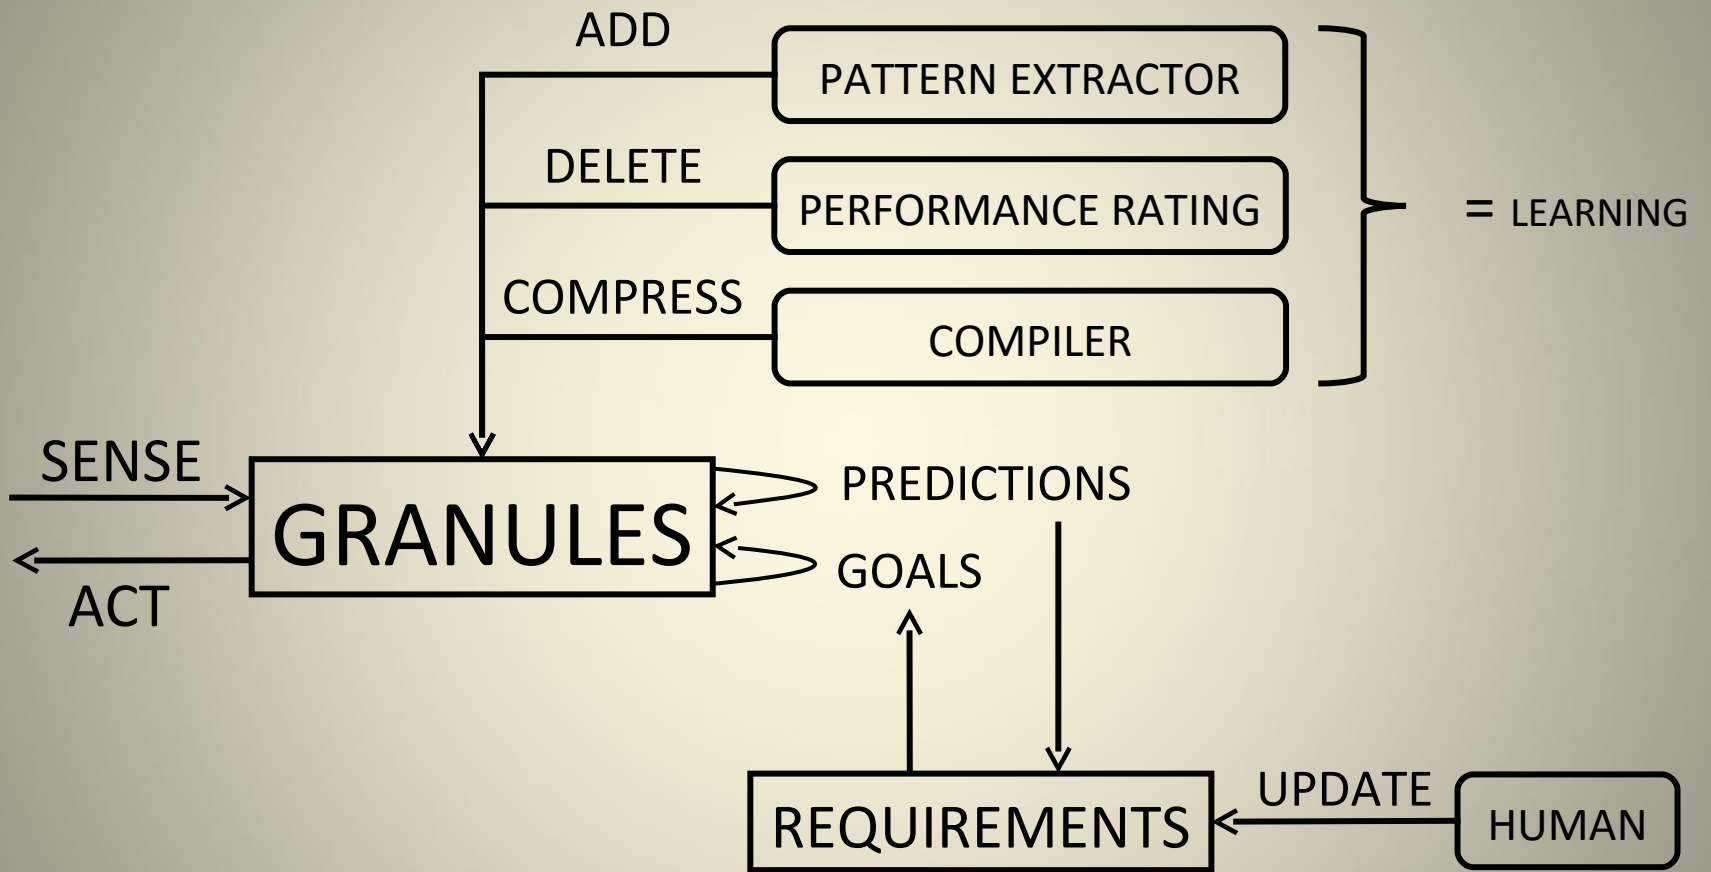 ADD
PATTERN EXTRACTOR
DELETE
PERFORMANCE RATING
= LEARNING
COMPRESS
COMPILER
SENSE
GRANULES
PREDICTIONS
GOALS
ACT
REQUIREMENTS
UPDATE
HUMAN